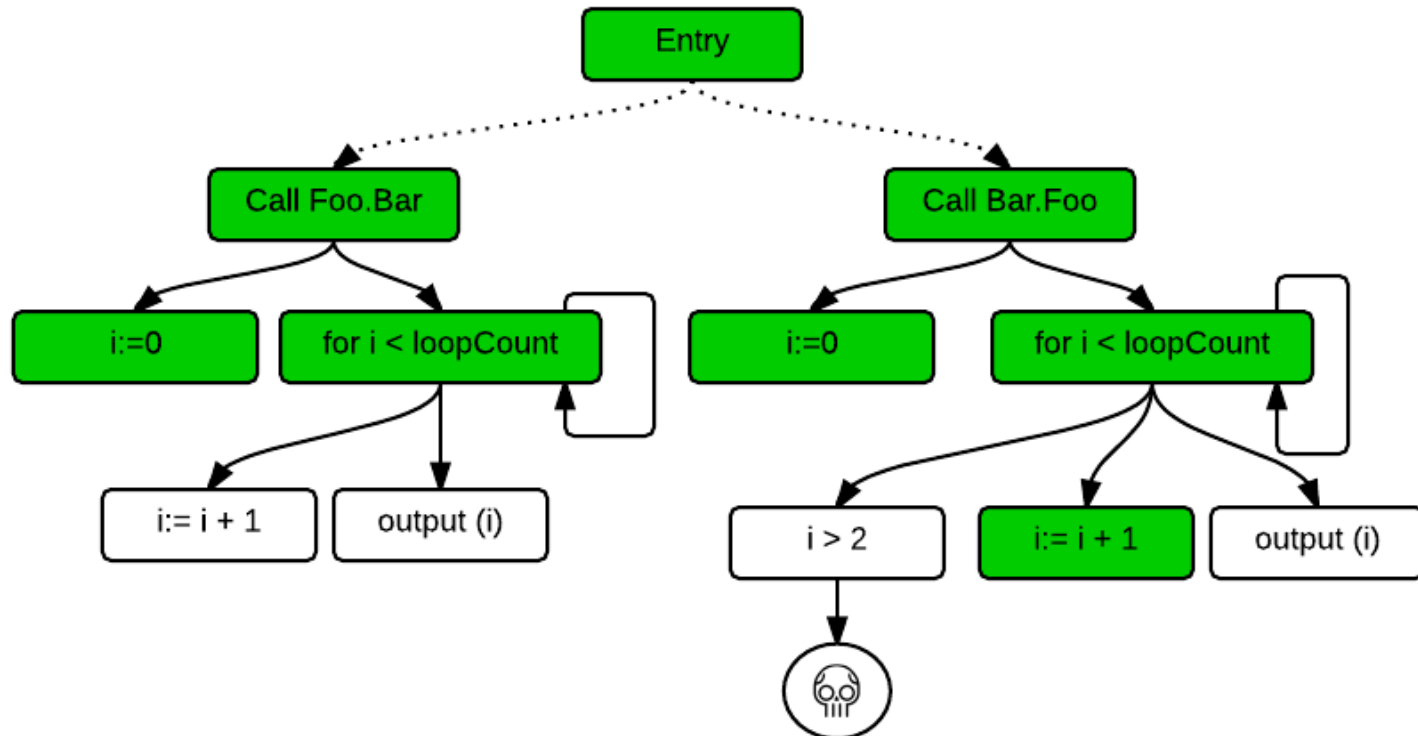 Entry
Call Foo.Bar
Call Bar.Foo
i:=0
for i < loopCount
i:=0
for i < loopCount
i:= i + 1
output (i)
i > 2
i:= i + 1
output (i)